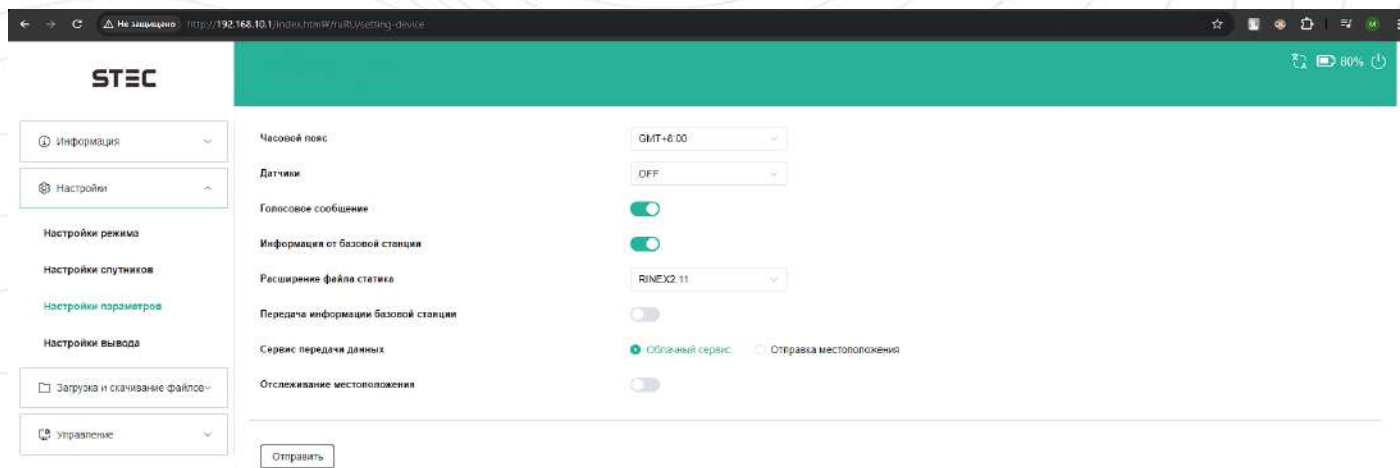 Не защищено http://192.168.10.1/index.html#/ruRU/setting-device
M
STEC
80%
Информация
Настройки
Настройки режима
Настройки спутников
Настройки параметров
Настройки вывода
Загрузка и скачивание файлов
Управление
Часовой пояс GMT+8:00
Датчики OFF
Голосовое сообщение
Информация от базовой станции
Расширение файла статика RINEX2.11
Передача информации базовой станции
Сервис передачи данных Облачный сервис Отправка местоположения
Отслеживание местоположения
Отправить